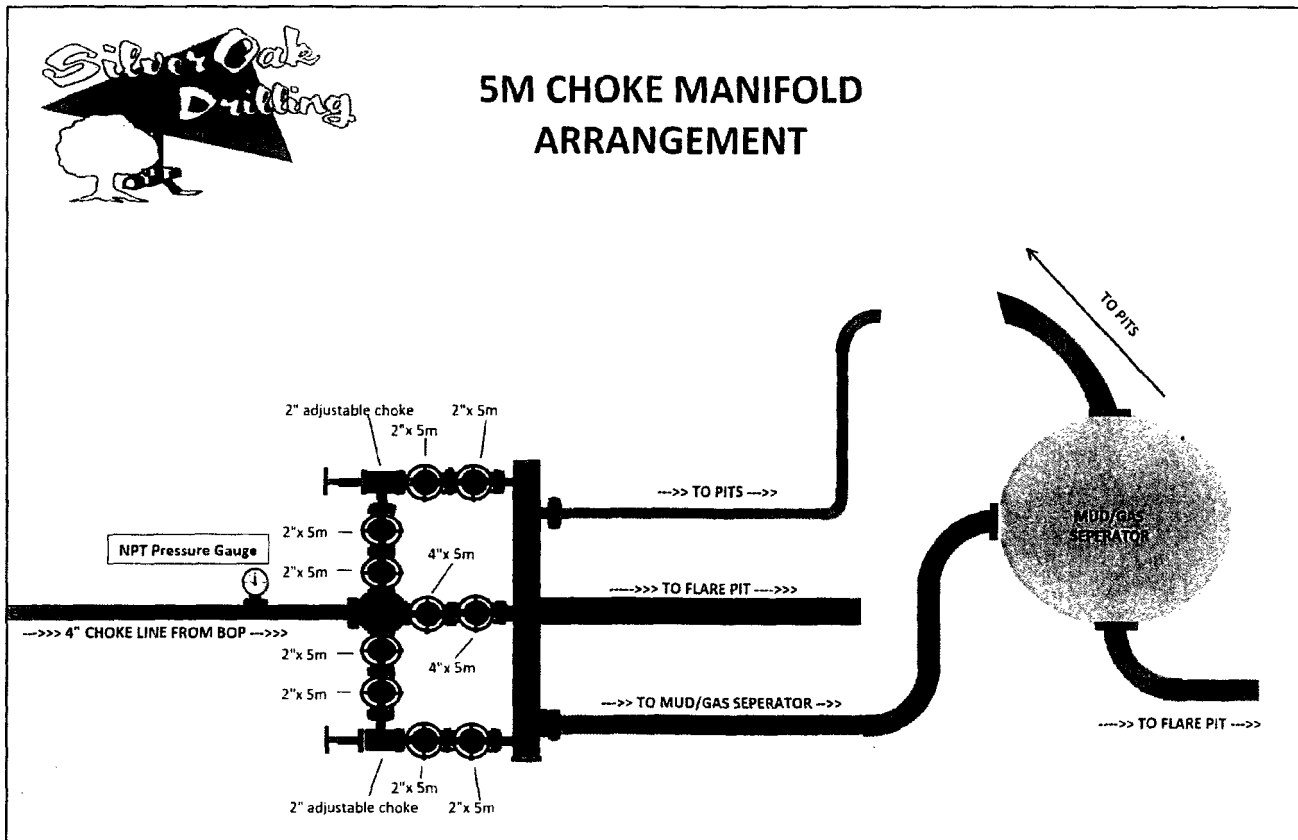 Silver Oak
Drilling
5M CHOKE MANIFOLD
ARRANGEMENT
TO PITS
2" adjustable choke
2"x 5m
2"x 5m
--->> TO PITS --->>
2"x 5m
MUD/GAS
SEPERATOR
NPT Pressure Gauge
4"x 5m
2"x 5m
----->>> TO FLARE PIT ---->>>
--->>> 4" CHOKE LINE FROM BOP --->>>
2"x 5m
4"x 5m
2"x 5m
---->> TO MUD/GAS SEPERATOR -->>
---->> TO FLARE PIT --->>
2"x 5m
2" adjustable choke
2"x 5m